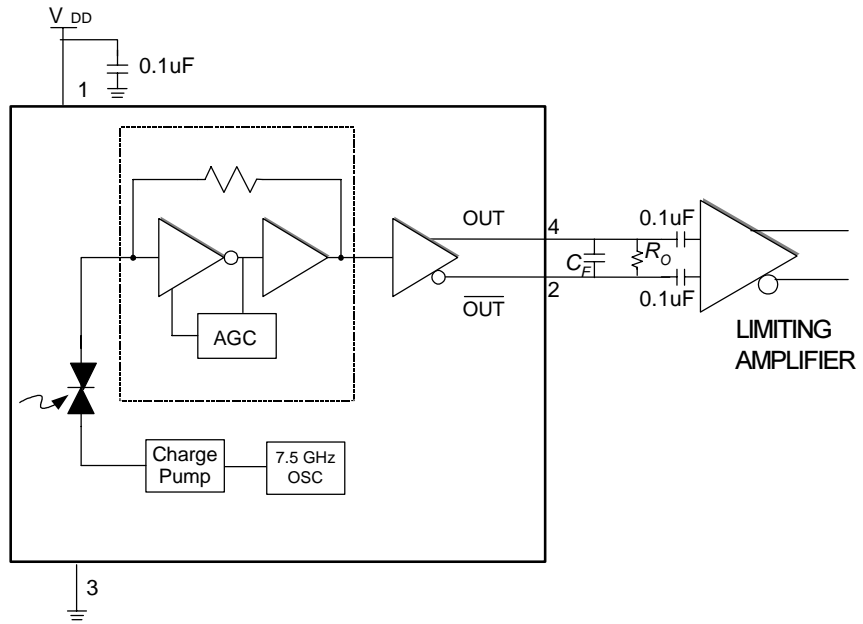 V DD
0.1uF
1
OUT
4
0.1uF
C F
R O
AGC
OUT
2
0.1uF
LIMITING
AMPLIFIER
Charge
Pump
7.5 GHz
OSC
3